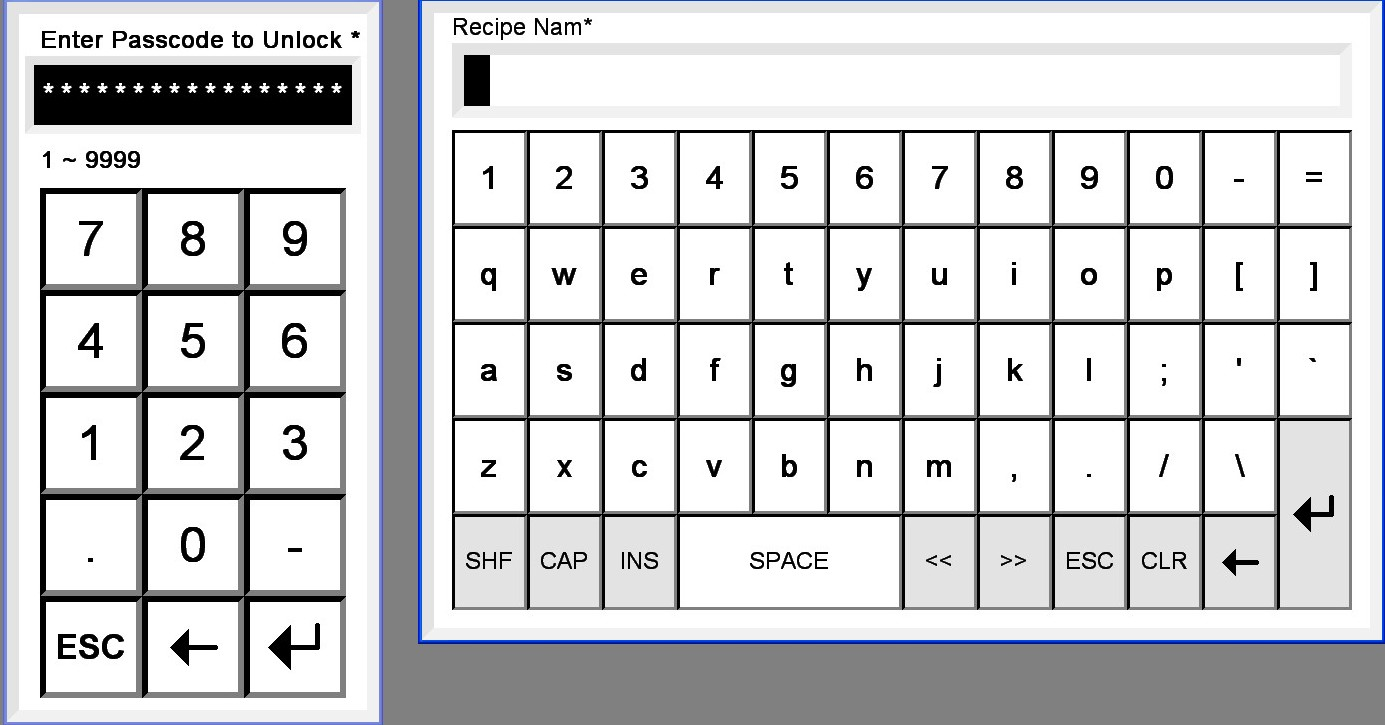 Enter Passcode to Unlock *
*********************
1 ~ 9999
7 8 9
4 5 6
1 2 3
. 0 -
ESC
Recipe Nam*
1 2 3 4 5 6 7 8 9 0 - =
q w e r t y u i o p [ ]
a s d f g h j k l ; ' `
z x c v b n m , . / \
SHF CAP INS SPACE << >> ESC CLR